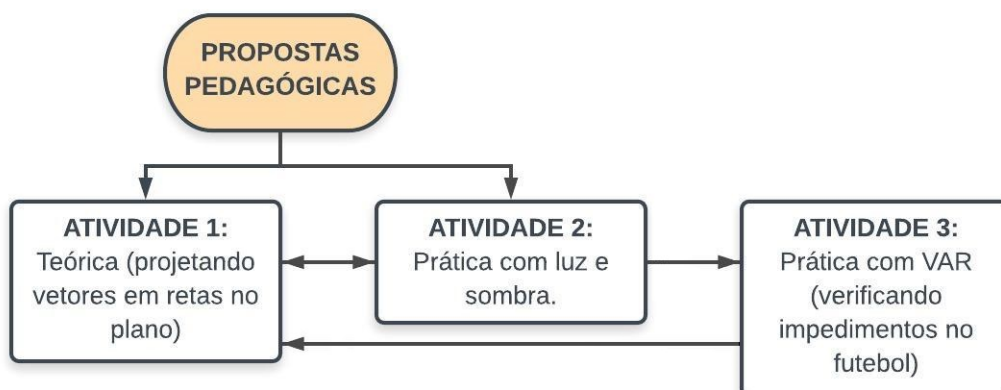 PROPOSTAS
PEDAGÓGICAS
ATIVIDADE 1:
Teórica (projetando
vetores em retas no
plano)
ATIVIDADE 2:
Prática com luz e
sombra.
ATIVIDADE 3:
Prática com VAR
(verificando
impedimentos no
futebol)